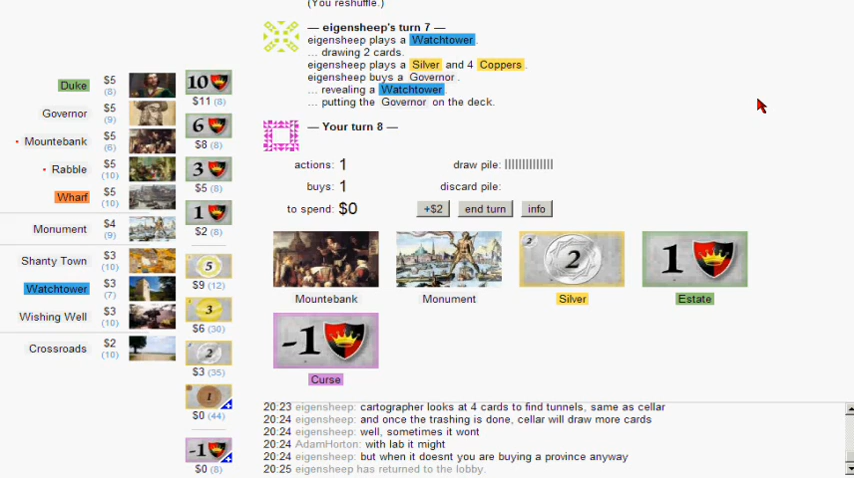 (You reshuffle.)
— eigensheep's turn 7 —
eigensheep plays a Watchtower.
... drawing 2 cards.
eigensheep plays a Silver and 4 Coppers.
eigensheep buys a Governor.
... revealing a Watchtower
... putting the Governor on the deck.
— Your turn 8 —
actions: 1
draw pile:
buys: 1
discard pile:
to spend: $0
+$2
end turn
info
Duke $5 (8)
Governor $5 (9)
Mountebank $5 (6)
Rabble $5 (10)
Wharf $5 (10)
Monument $4 (9)
Shanty Town $3 (10)
Watchtower $3 (7)
Wishing Well $3 (10)
Crossroads $2 (10)
10
$11 (8)
6
$8 (8)
3
$5 (8)
1
$2 (8)
5
$9 (12)
3
$6 (30)
2
$3 (35)
1
$0 (44)
-1
$0 (8)
Mountebank
Monument
2
2
Silver
1
Estate
-1
Curse
20:23 eigensheep: cartographer looks at 4 cards to find tunnels, same as cellar
20:24 eigensheep: and once the trashing is done, cellar will draw more cards
20:24 eigensheep: well, sometimes it wont
20:24 AdamHorton: with lab it might
20:24 eigensheep: but when it doesnt you are buying a province anyway
20:25 eigensheep has returned to the lobby.